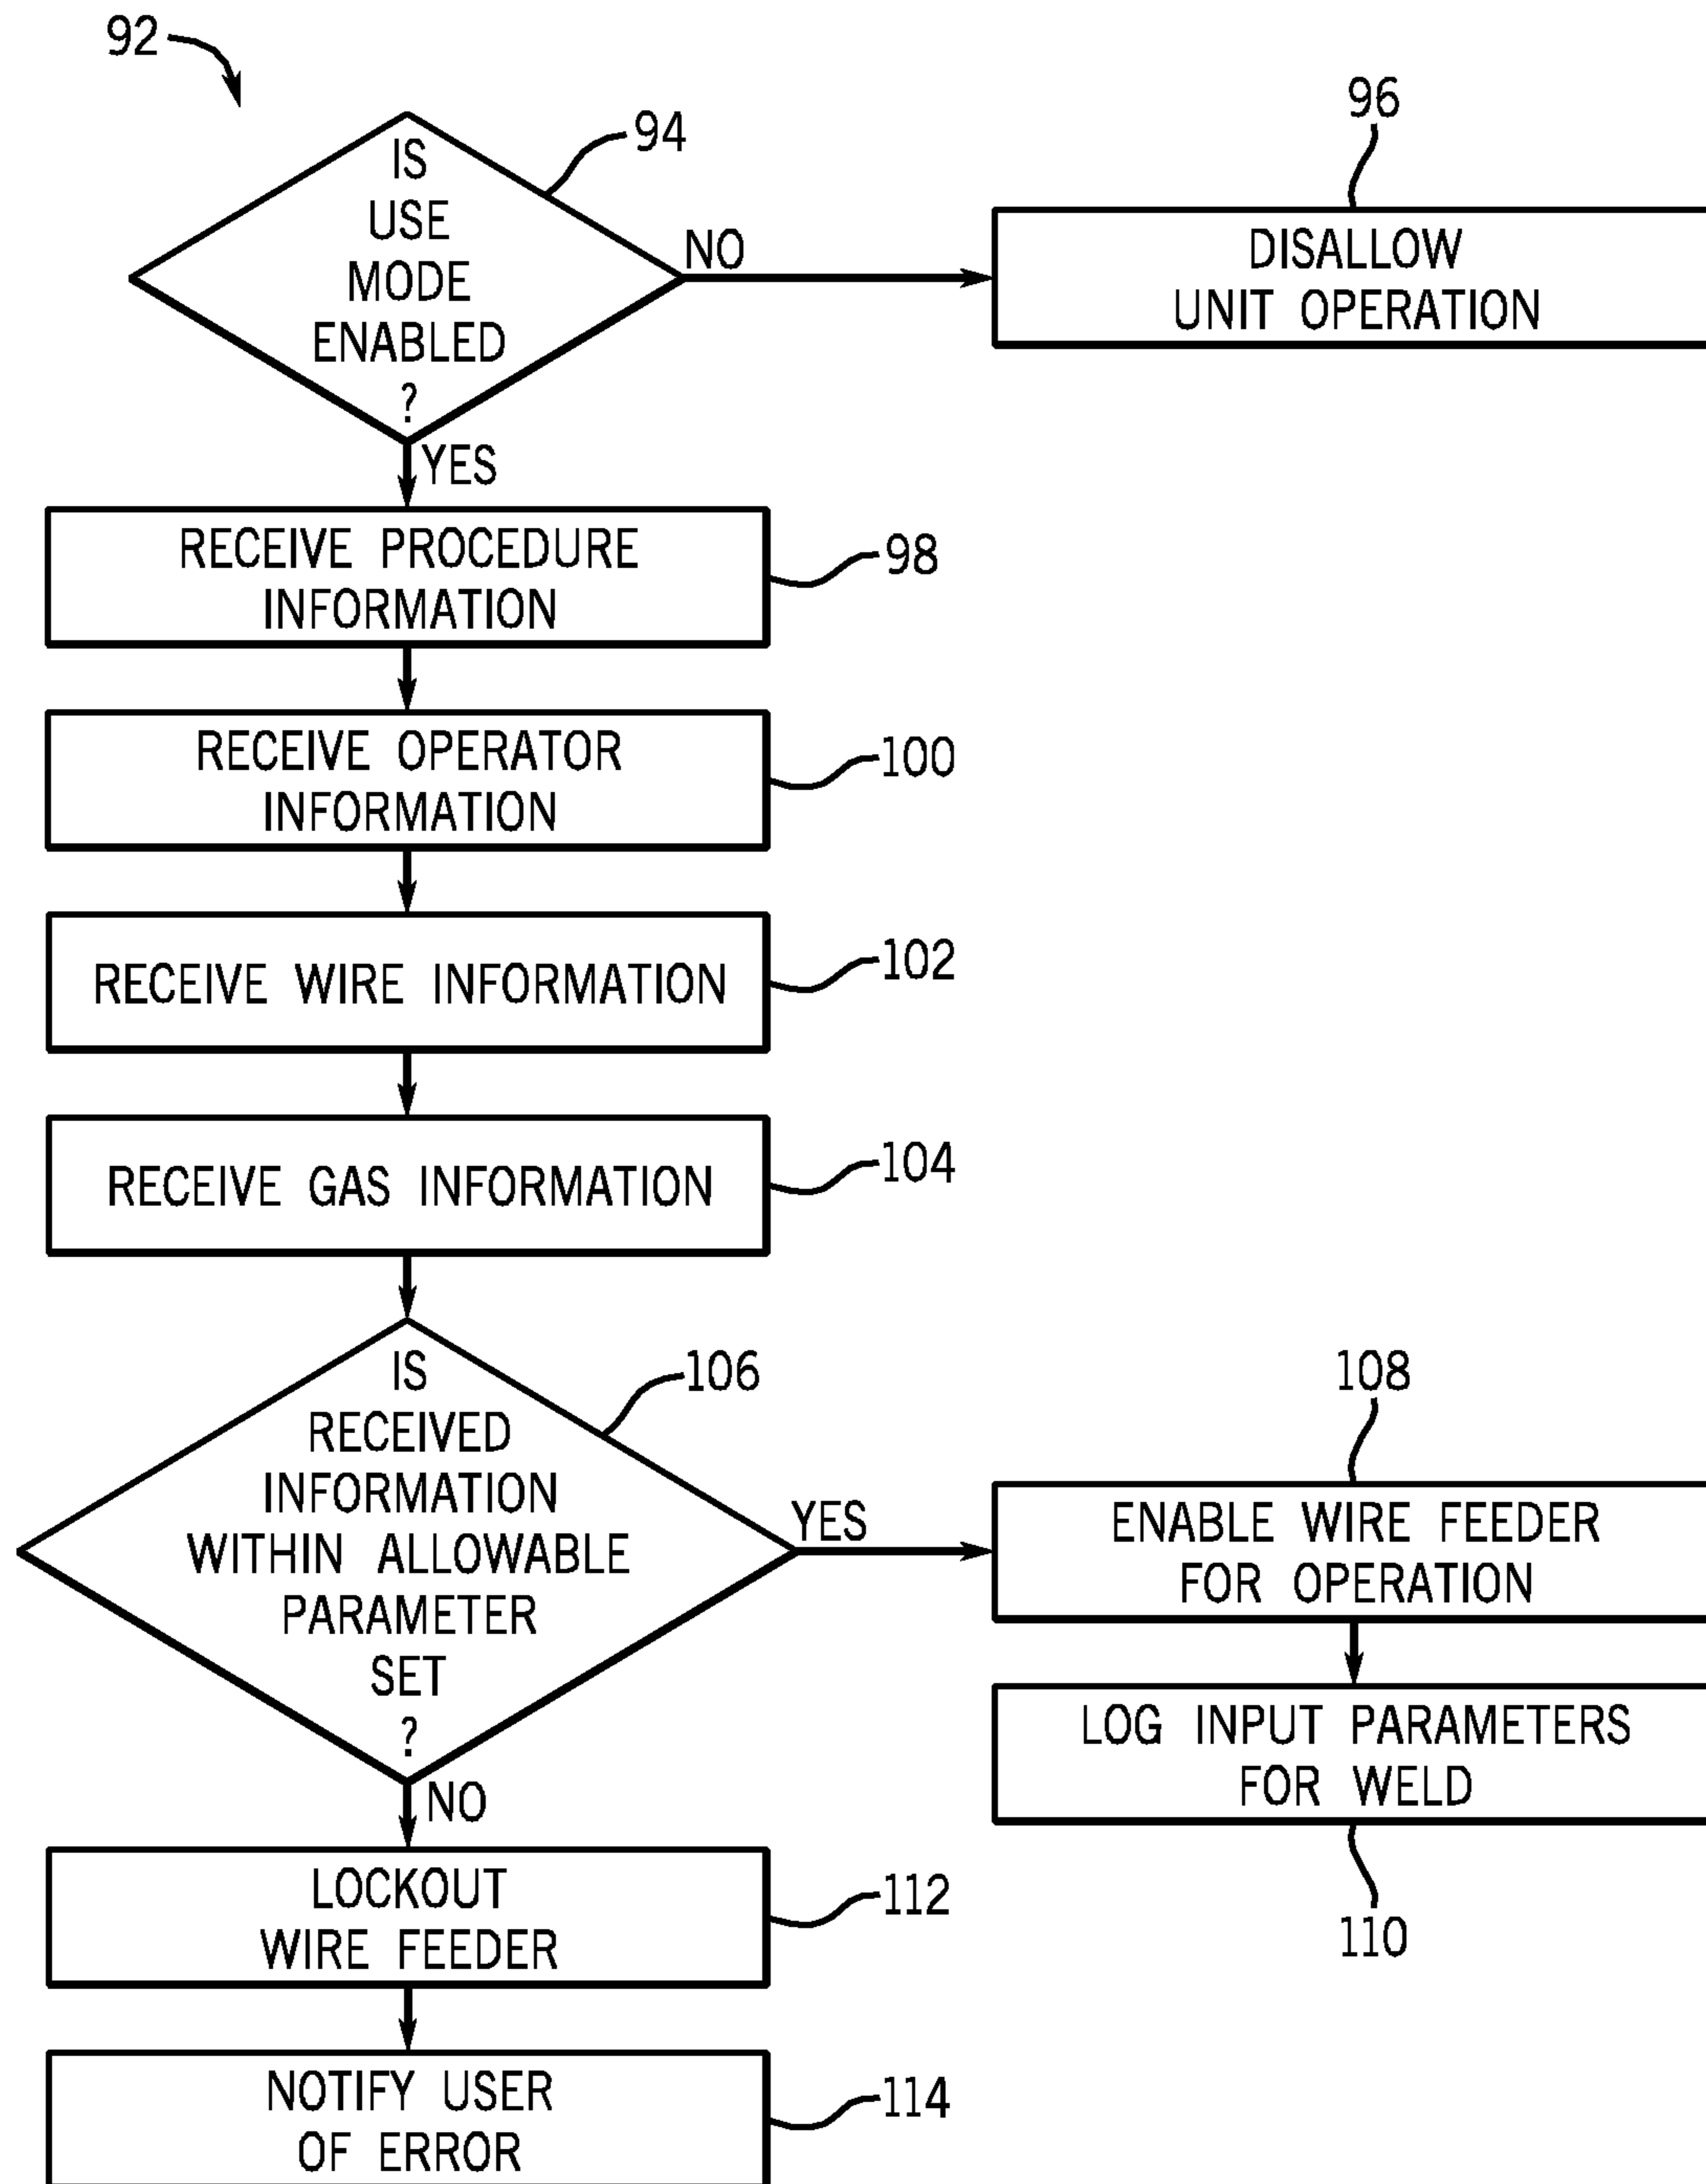 92
IS
USE
MODE
ENABLED
?
94
NO
96
DISALLOW
UNIT OPERATION
YES
RECEIVE PROCEDURE
INFORMATION
98
RECEIVE OPERATOR
INFORMATION
100
RECEIVE WIRE INFORMATION
102
RECEIVE GAS INFORMATION
104
IS
RECEIVED
INFORMATION
WITHIN ALLOWABLE
PARAMETER
SET
?
106
YES
108
ENABLE WIRE FEEDER
FOR OPERATION
LOG INPUT PARAMETERS
FOR WELD
110
NO
LOCKOUT
WIRE FEEDER
112
NOTIFY USER
OF ERROR
114